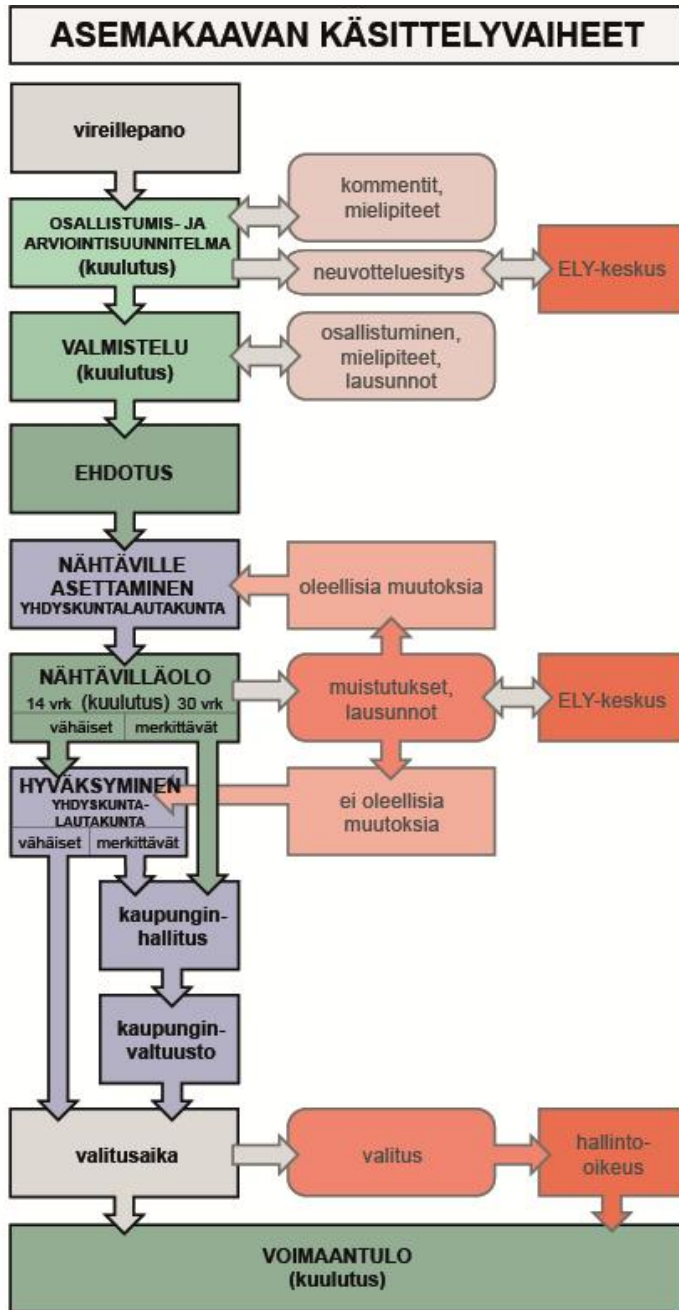 ASEMAKAAVAN KÄSITTELYVAIHEET
vireillepano
OSALLISTUMIS- JA
ARVIOINTISUUNNITELMA
(kuulutus)
kommentit,
mielipiteet
neuvotteluesitys
ELY-keskus
VALMISTELU
(kuulutus)
osallistuminen,
mielipiteet,
lausunnot
EHDOTUS
NÄHTÄVILLE
ASETTAMINEN
YHDYSKUNTALAUTAKUNTA
oleellisia muutoksia
NÄHTÄVILLÄOLO
14 vrk (kuulutus) 30 vrk
vähäiset merkittävät
muistutukset,
lausunnot
ELY-keskus
HYVÄKSYMINEN
YHDYSKUNTA-
LAUTAKUNTA
vähäiset merkittävät
ei oleellisia
muutoksia
kaupungin-
hallitus
kaupungin-
valtuusto
valitusaika
valitus
hallinto-
oikeus
VOIMAANTULO
(kuulutus)